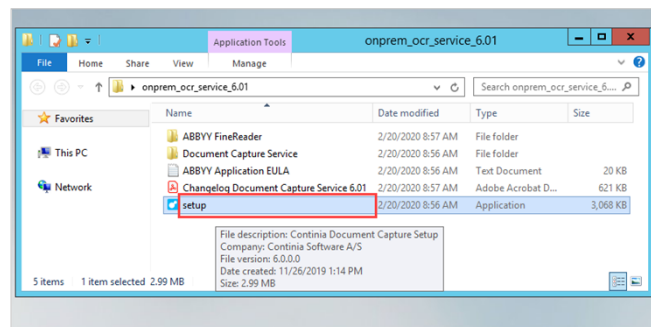 Application Tools
onprem_ocr_service_6.01
File Home Share View Manage
onprem_ocr_service_6.01
Search onprem_ocr_service_6....
Favorites
This PC
Network
Name Date modified Type Size
ABBYY FineReader 2/20/2020 8:57 AM File folder
Document Capture Service 2/20/2020 8:56 AM File folder
ABBYY Application EULA 2/20/2020 8:56 AM Text Document 20 KB
Changelog Document Capture Service 6.01 2/20/2020 8:57 AM Adobe Acrobat D... 621 KB
setup 2/20/2020 8:56 AM Application 3,068 KB
File description: Continia Document Capture Setup
Company: Continia Software A/S
File version: 6.0.0.0
Date created: 11/26/2019 1:14 PM
Size: 2.99 MB
5 items 1 item selected 2.99 MB